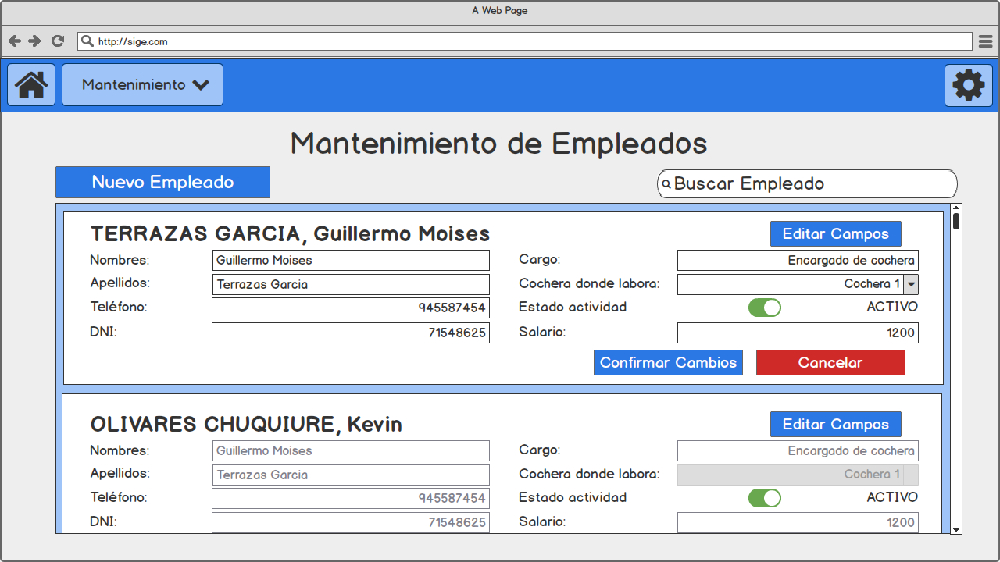 A Web Page
http://sige.com
Mantenimiento
Mantenimiento de Empleados
Nuevo Empleado
Buscar Empleado
TERRAZAS GARCIA, Guillermo Moises
Editar Campos
Nombres: Guillermo Moises
Cargo: Encargado de cochera
Apellidos: Terrazas Garcia
Cochera donde labora: Cochera 1
Teléfono: 945587454
Estado actividad ACTIVO
DNI: 71548625
Salario: 1200
Confirmar Cambios
Cancelar
OLIVARES CHUQUIURE, Kevin
Editar Campos
Nombres: Guillermo Moises
Cargo: Encargado de cochera
Apellidos: Terrazas Garcia
Cochera donde labora: Cochera 1
Teléfono: 945587454
Estado actividad ACTIVO
DNI: 71548625
Salario: 1200